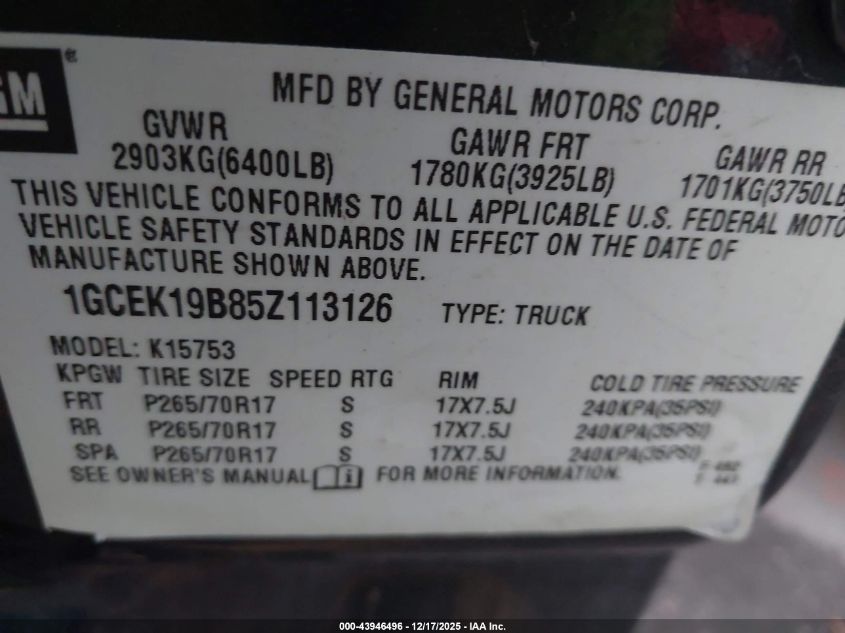 GM®
MFD BY GENERAL MOTORS CORP.
GVWR GAWR FRT GAWR RR
2903KG(6400LB) 1780KG(3925LB) 1701KG(3750LB
THIS VEHICLE CONFORMS TO ALL APPLICABLE U.S. FEDERAL MOTO
VEHICLE SAFETY STANDARDS IN EFFECT ON THE DATE OF
MANUFACTURE SHOWN ABOVE.
1GCEK19B85Z113126 TYPE: TRUCK
MODEL: K15753
KPGW TIRE SIZE SPEED RTG RIM COLD TIRE PRESSURE
FRT P265/70R17 S 17X7.5J 240KPA(35PSI)
RR P265/70R17 S 17X7.5J 240KPA(35PSI)
SPA P265/70R17 S 17X7.5J 240KPA(35PSI)
SEE OWNER'S MANUAL FOR MORE INFORMATION.
000-43946496 - 12/17/2025 - IAA Inc.